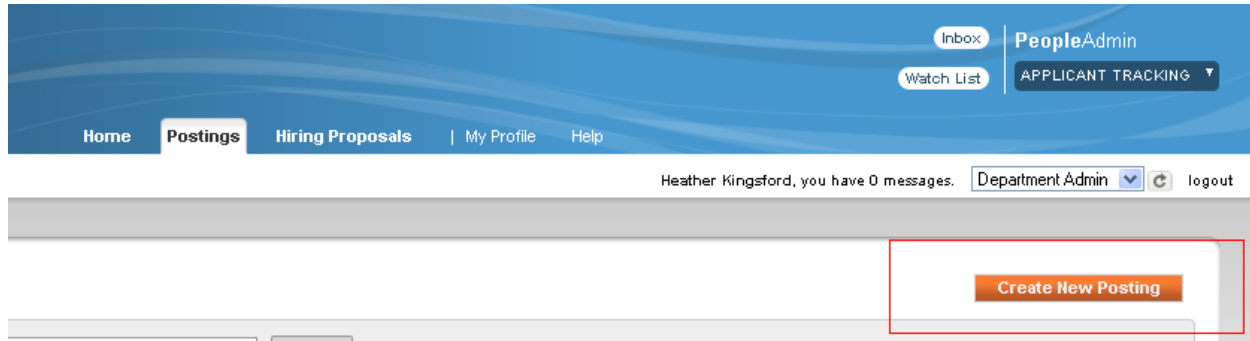 Inbox
PeopleAdmin
Watch List
APPLICANT TRACKING
Home Postings Hiring Proposals | My Profile Help
Heather Kingsford, you have 0 messages. Department Admin logout
Create New Posting